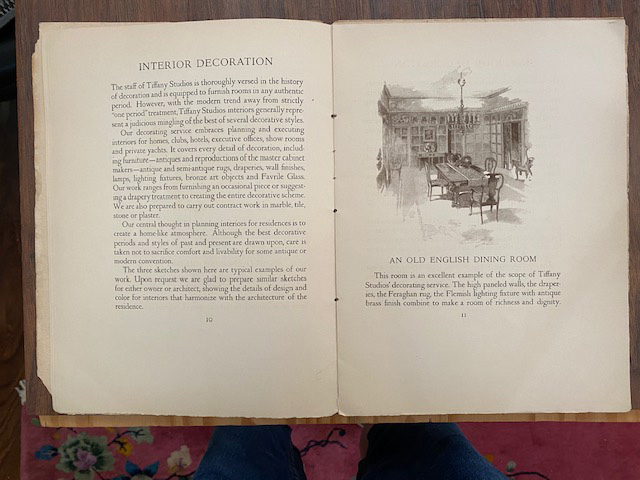 INTERIOR DECORATION
The staff of Tiffany Studios is thoroughly versed in the history
of decoration and is equipped to furnish rooms in any authentic
period. However, with the modern trend away from strictly
"one period" treatment, Tiffany Studios interiors generally repre-
sent a judicious mingling of the best of several decorative styles.
Our decorating service embraces planning and executing
interiors for homes, clubs, hotels, executive offices, show rooms
and private yachts. It covers every detail of decoration, includ-
ing furniture—antiques and reproductions of the master cabinet
makers—antique and semi-antique rugs, draperies, wall finishes,
lamps, lighting fixtures, bronze art objects and Favrile Glass.
Our work ranges from furnishing an occasional piece or suggest-
ing a drapery treatment to creating the entire decorative scheme.
We are also prepared to carry out contract work in marble, tile,
stone or plaster.
Our central thought in planning interiors for residences is to
create a home-like atmosphere. Although the best decorative
periods and styles of past and present are drawn upon, care is
taken not to sacrifice comfort and livability for some antique or
modern convention.
The three sketches shown here are typical examples of our
work. Upon request we are glad to prepare similar sketches
for either owner or architect, showing the details of design and
color for interiors that harmonize with the architecture of the
residence.
10
AN OLD ENGLISH DINING ROOM
This room is an excellent example of the scope of Tiffany
Studios' decorating service. The high paneled walls, the draper-
ies, the Feraghan rug, the Flemish lighting fixture with antique
brass finish combine to make a room of richness and dignity.
11